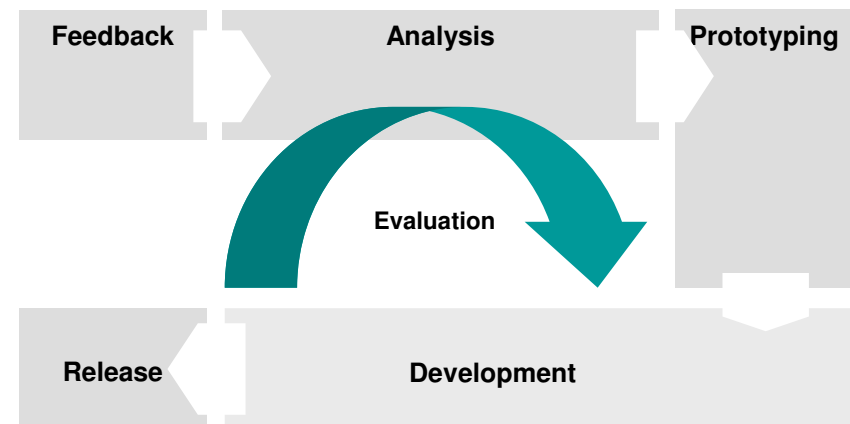 Feedback
Analysis
Prototyping
Evaluation
Release
Development